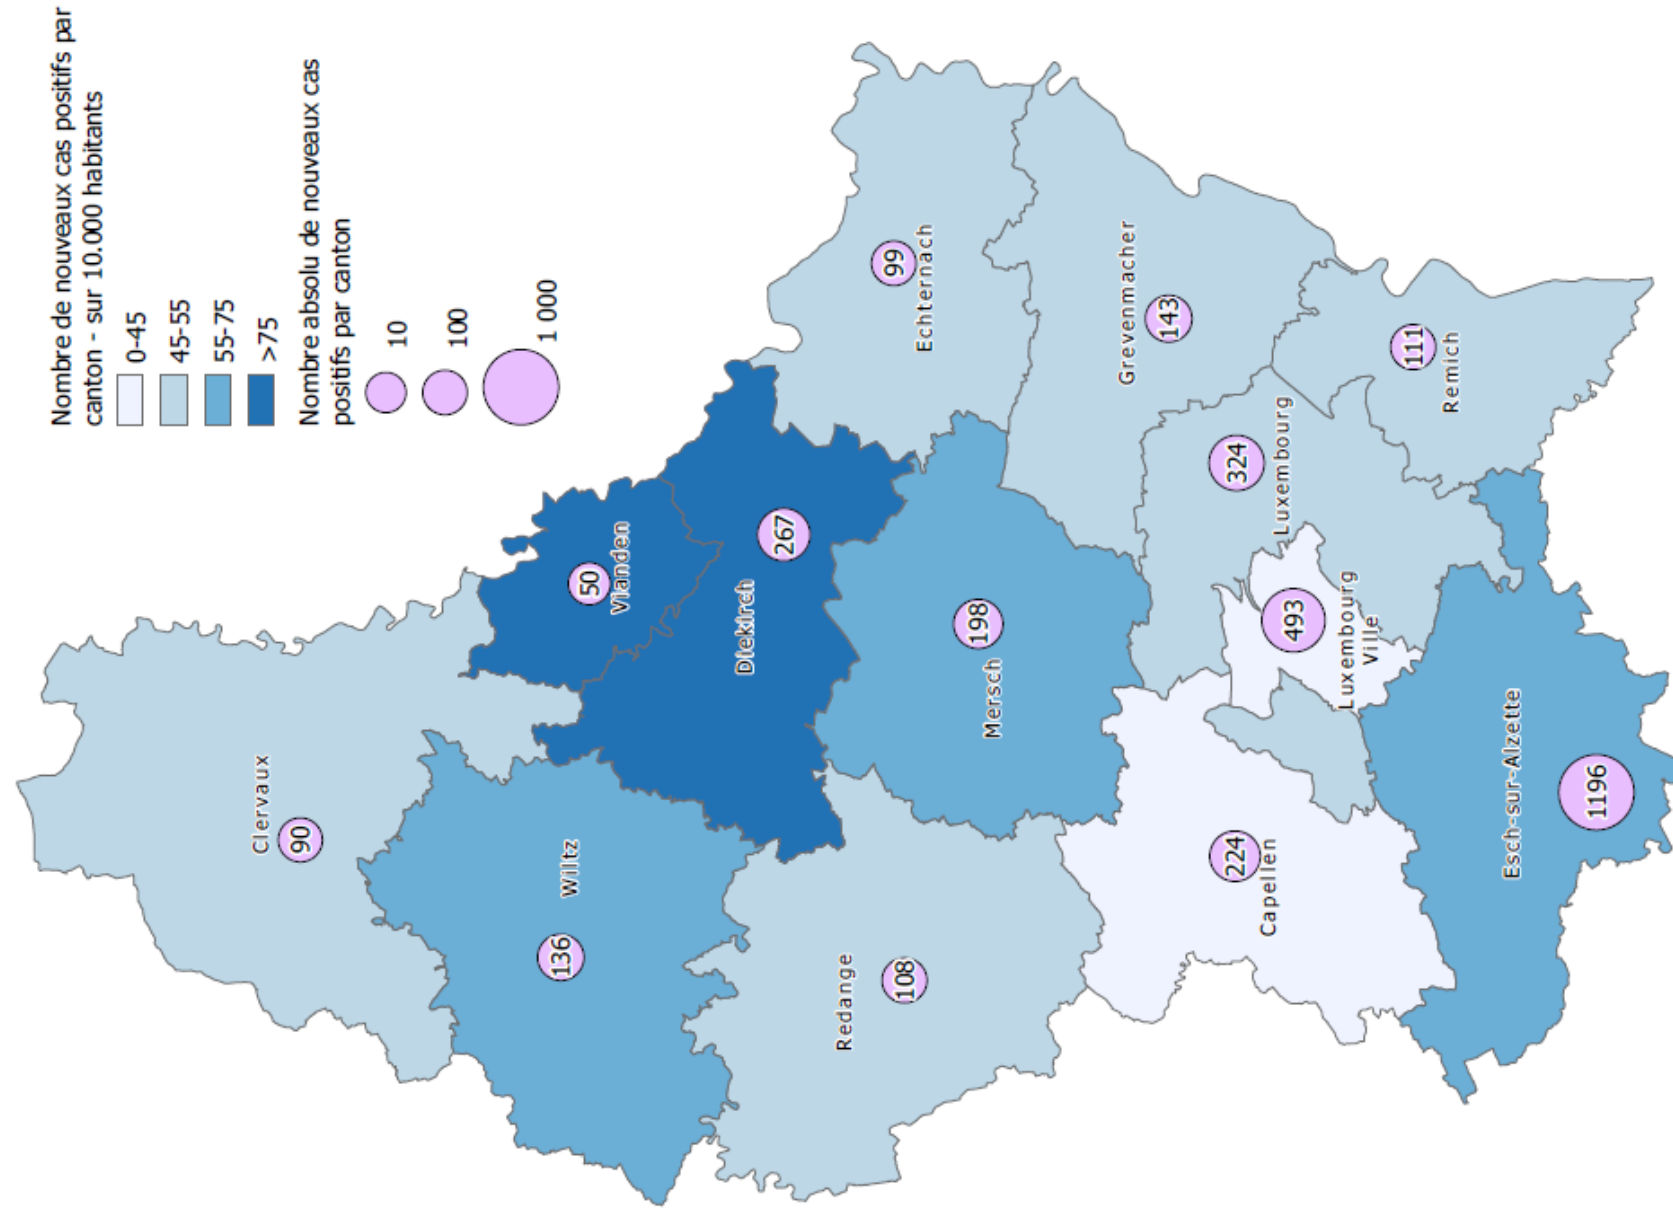 Nombre de nouveaux cas positifs par
canton - sur 10.000 habitants
0-45
45-55
55-75
>75
Nombre absolu de nouveaux cas
positifs par canton
10
100
1 000
Clervaux
90
Wiltz
136
Vianden
50
Diekirch
267
Redange
108
Mersch
198
Echternach
99
Grevenmacher
143
Capellen
224
Luxembourg
324
Luxembourg
Ville
493
Remich
111
Esch-sur-Alzette
1196